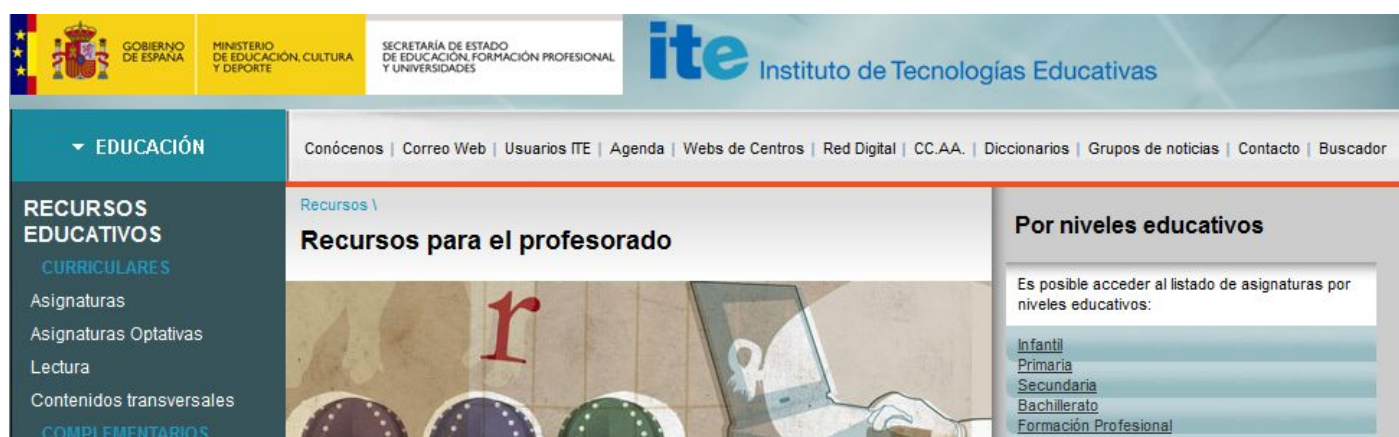 GOBIERNO
DE ESPAÑA
MINISTERIO
DE EDUCACIÓN, CULTURA
Y DEPORTE
SECRETARÍA DE ESTADO
DE EDUCACIÓN, FORMACIÓN PROFESIONAL
Y UNIVERSIDADES
ite Instituto de Tecnologías Educativas
EDUCACIÓN
Conócenos | Correo Web | Usuarios ITE | Agenda | Webs de Centros | Red Digital | CC.AA. | Diccionarios | Grupos de noticias | Contacto | Buscador
RECURSOS
EDUCATIVOS
CURRICULARES
Asignaturas
Asignaturas Optativas
Lectura
Contenidos transversales
COMPLEMENTARIOS
Recursos \
Recursos para el profesorado
r
Por niveles educativos
Es posible acceder al listado de asignaturas por
niveles educativos:
Infantil
Primaria
Secundaria
Bachillerato
Formación Profesional